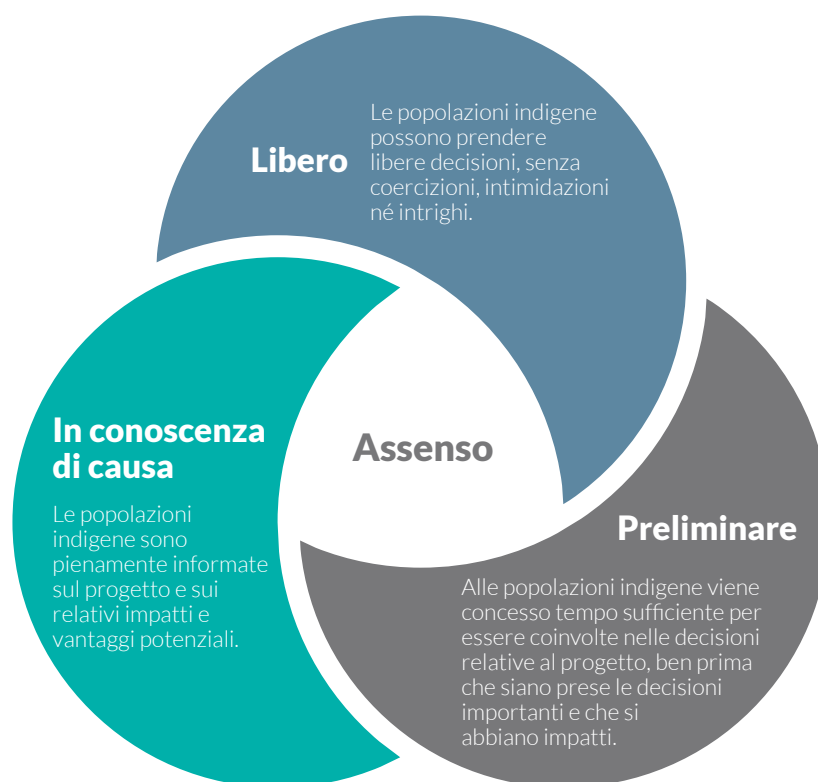 Libero
Le popolazioni indigene
possono prendere
libere decisioni, senza
coercizioni, intimidazioni
né intrighi.
In conoscenza
di causa
Le popolazioni
indigene sono
pienamente informate
sul progetto e sui
relativi impatti e
vantaggi potenziali.
Assenso
Preliminare
Alle popolazioni indigene viene
concesso tempo sufficiente per
essere coinvolte nelle decisioni
relative al progetto, ben prima
che siano prese le decisioni
importanti e che si
abbiano impatti.